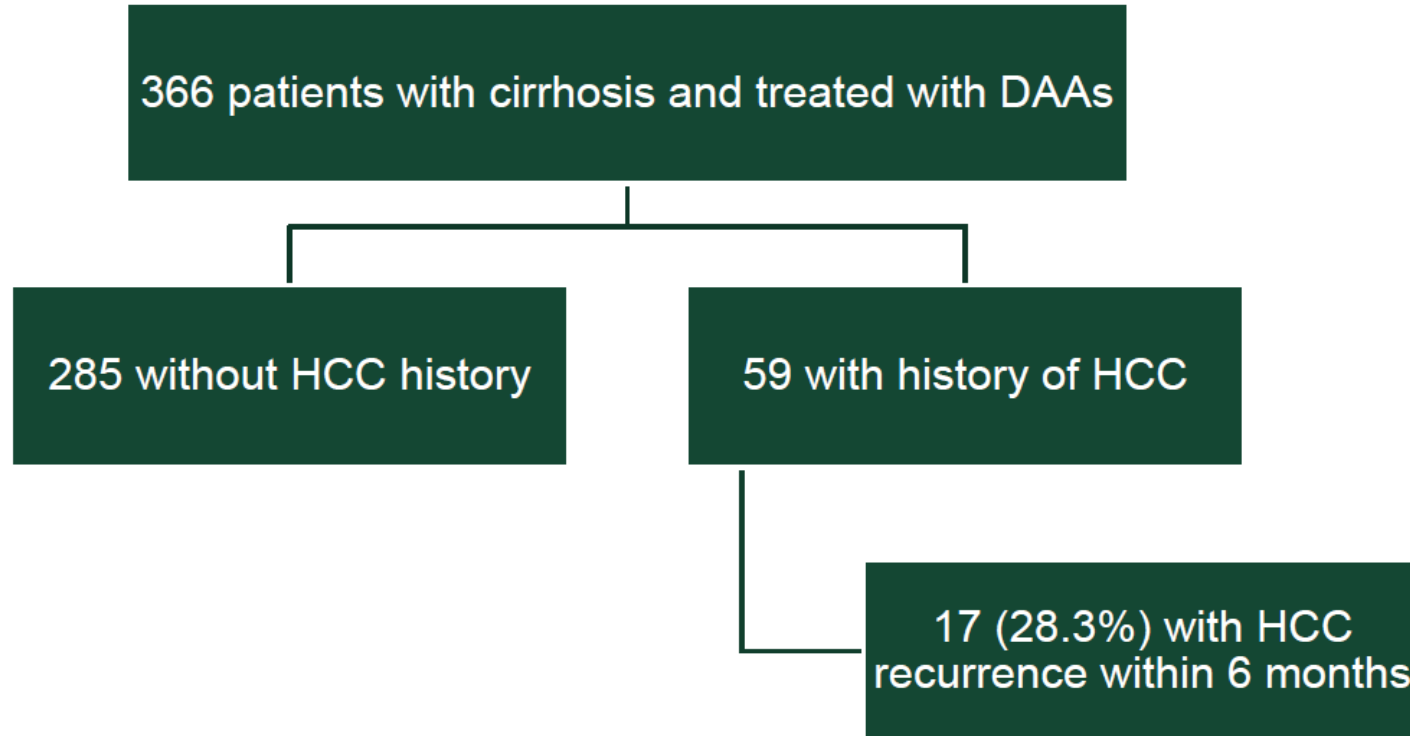 366 patients with cirrhosis and treated with DAAs
285 without HCC history
59 with history of HCC
17 (28.3%) with HCC
recurrence within 6 months